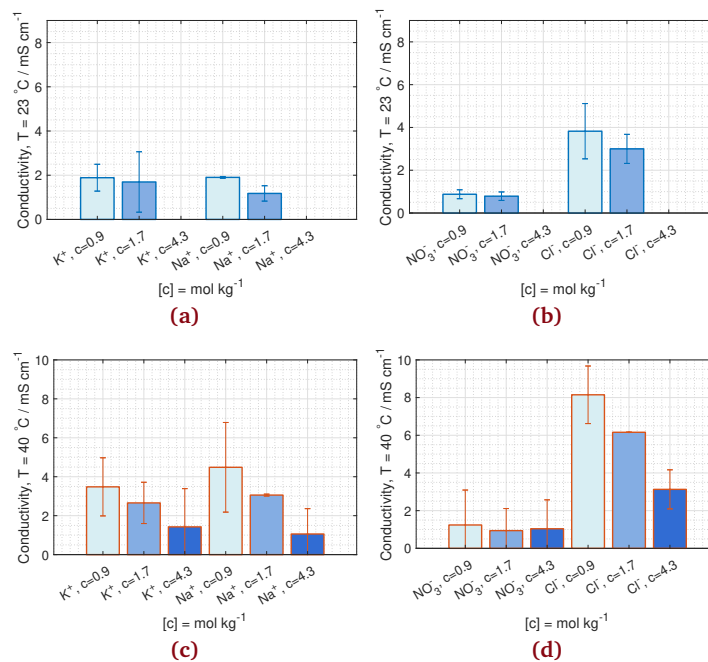 Conductivity, T = 23 °C / mS cm⁻¹
8
6
4
2
0
K⁺, c=0.9
K⁺, c=1.7
K⁺, c=4.3
Na⁺, c=0.9
Na⁺, c=1.7
Na⁺, c=4.3
[c] = mol kg⁻¹
(a)
Conductivity, T = 23 °C / mS cm⁻¹
8
6
4
2
0
NO₃⁻, c=0.9
NO₃⁻, c=1.7
NO₃⁻, c=4.3
Cl⁻, c=0.9
Cl⁻, c=1.7
Cl⁻, c=4.3
[c] = mol kg⁻¹
(b)
Conductivity, T = 40 °C / mS cm⁻¹
10
8
6
4
2
0
K⁺, c=0.9
K⁺, c=1.7
K⁺, c=4.3
Na⁺, c=0.9
Na⁺, c=1.7
Na⁺, c=4.3
[c] = mol kg⁻¹
(c)
Conductivity, T = 40 °C / mS cm⁻¹
10
8
6
4
2
0
NO₃⁻, c=0.9
NO₃⁻, c=1.7
NO₃⁻, c=4.3
Cl⁻, c=0.9
Cl⁻, c=1.7
Cl⁻, c=4.3
[c] = mol kg⁻¹
(d)